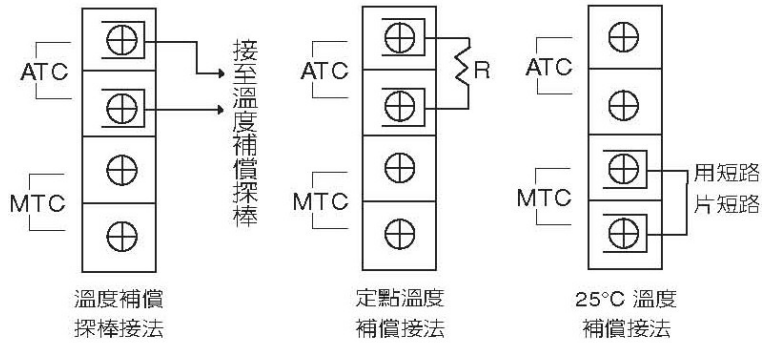 ATC
MTC
接至溫度補償探棒
溫度補償
探棒接法
ATC
MTC
R
定點溫度
補償接法
ATC
MTC
用短路
片短路
25°C 溫度
補償接法